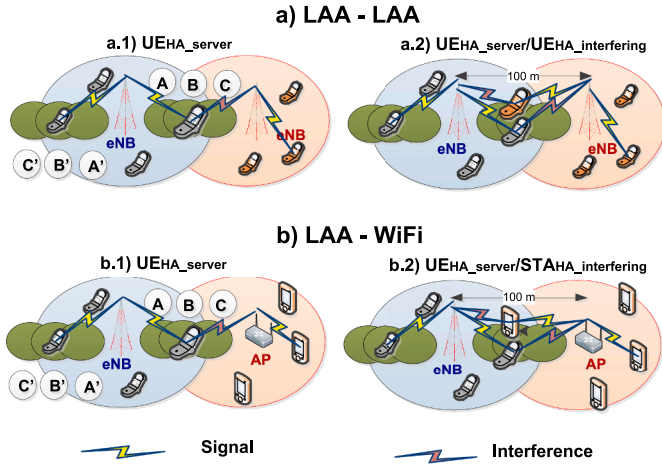 a) LAA - LAA
a.1) UEHA_server
a.2) UEHA_server/UEHA_interfering
A B C
100 m
eNB
eNB
eNB
eNB
C' B' A'
b) LAA - WiFi
b.1) UEHA_server
b.2) UEHA_server/STAHA_interfering
A B C
100 m
eNB
AP
eNB
AP
C' B' A'
Signal
Interference